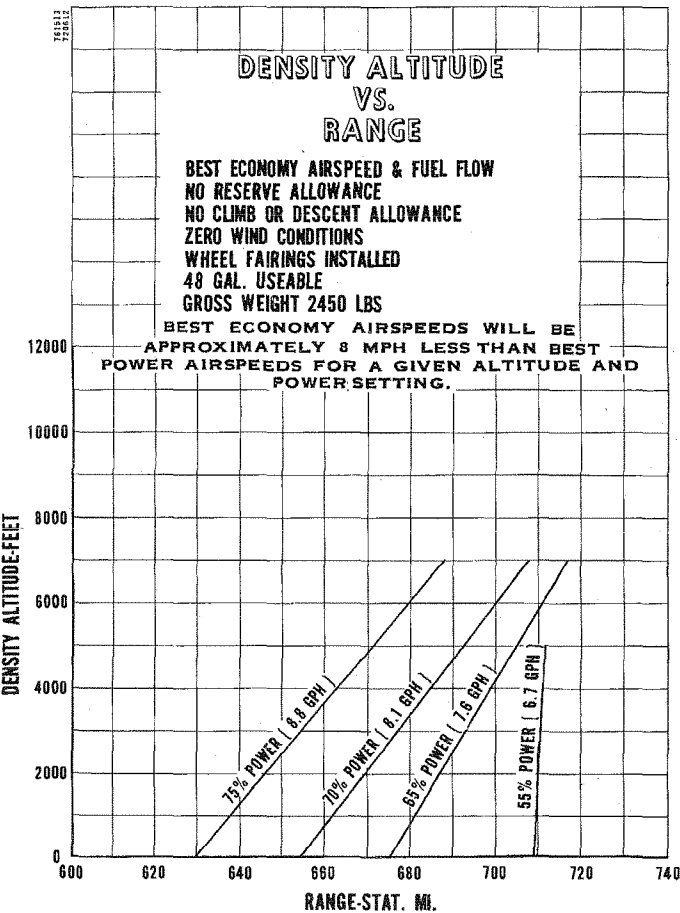 761513
720612
DENSITY ALTITUDE
VS.
RANGE
BEST ECONOMY AIRSPEED & FUEL FLOW
NO RESERVE ALLOWANCE
NO CLIMB OR DESCENT ALLOWANCE
ZERO WIND CONDITIONS
WHEEL FAIRINGS INSTALLED
48 GAL. USEABLE
GROSS WEIGHT 2450 LBS
BEST ECONOMY AIRSPEEDS WILL BE
APPROXIMATELY 8 MPH LESS THAN BEST
POWER AIRSPEEDS FOR A GIVEN ALTITUDE AND
POWER SETTING.
12000
10000
8000
6000
4000
2000
0
DENSITY ALTITUDE-FEET
75% POWER ( 8.8 GPH )
70% POWER ( 8.1 GPH )
65% POWER ( 7.6 GPH )
55% POWER ( 6.7 GPH )
600 620 640 660 680 700 720 740
RANGE-STAT. MI.